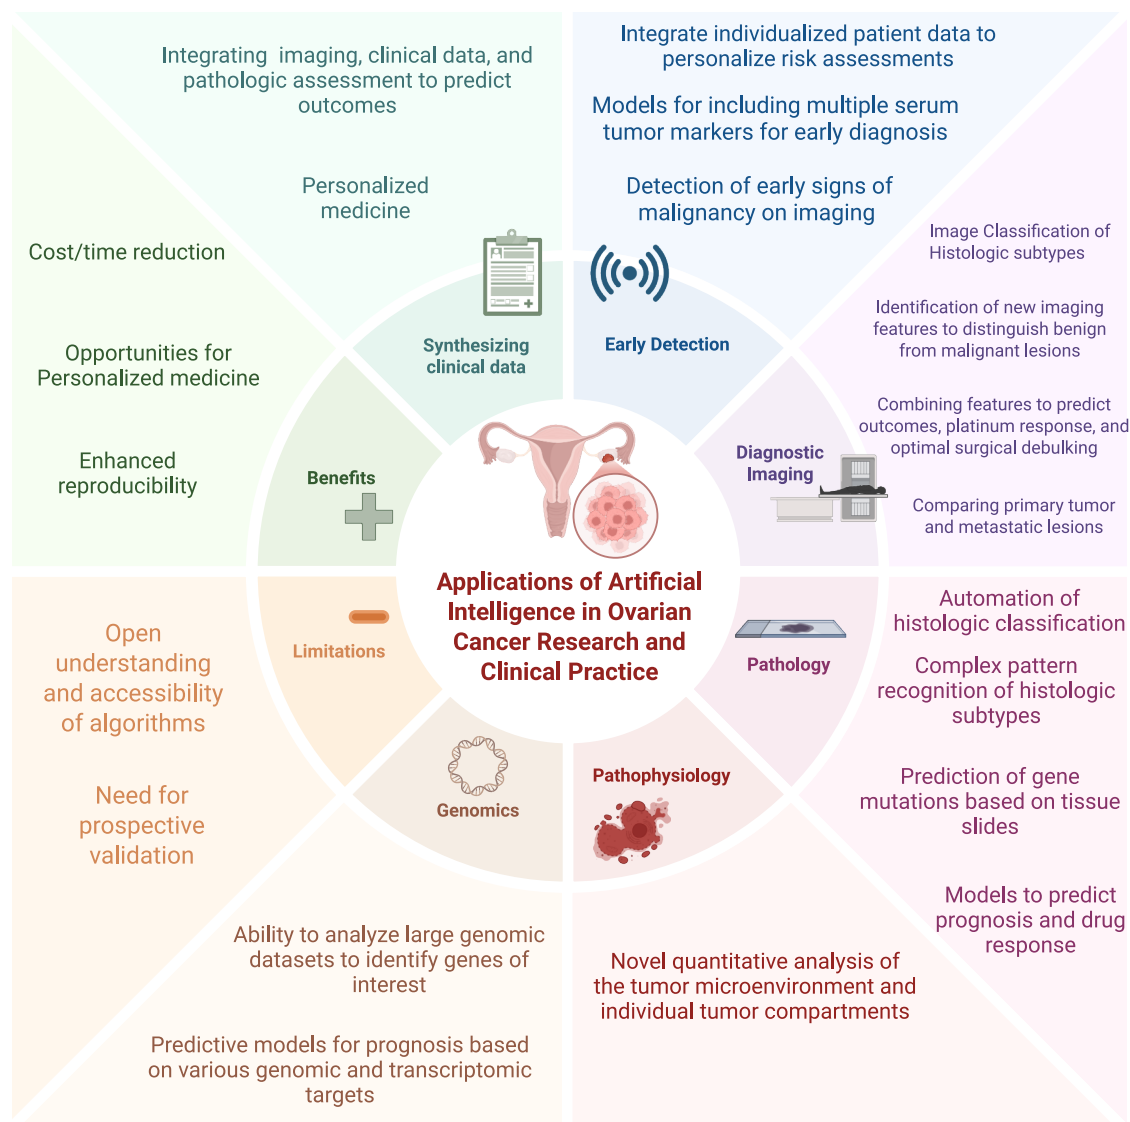 Integrating imaging, clinical data, and
pathologic assessment to predict
outcomes
Personalized
medicine
Synthesizing
clinical data
Integrate individualized patient data to
personalize risk assessments
Models for including multiple serum
tumor markers for early diagnosis
Detection of early signs of
malignancy on imaging
Early Detection
Image Classification of
Histologic subtypes
Identification of new imaging
features to distinguish benign
from malignant lesions
Combining features to predict
outcomes, platinum response, and
optimal surgical debulking
Comparing primary tumor
and metastatic lesions
Diagnostic
Imaging
Cost/time reduction
Opportunities for
Personalized medicine
Enhanced
reproducibility
Benefits
Applications of Artificial
Intelligence in Ovarian
Cancer Research and
Clinical Practice
Automation of
histologic classification
Complex pattern
recognition of histologic
subtypes
Prediction of gene
mutations based on tissue
slides
Models to predict
prognosis and drug
response
Pathology
Open
understanding
and accessibility
of algorithms
Need for
prospective
validation
Limitations
Genomics
Ability to analyze large genomic
datasets to identify genes of
interest
Predictive models for prognosis based
on various genomic and transcriptomic
targets
Pathophysiology
Novel quantitative analysis of
the tumor microenvironment and
individual tumor compartments